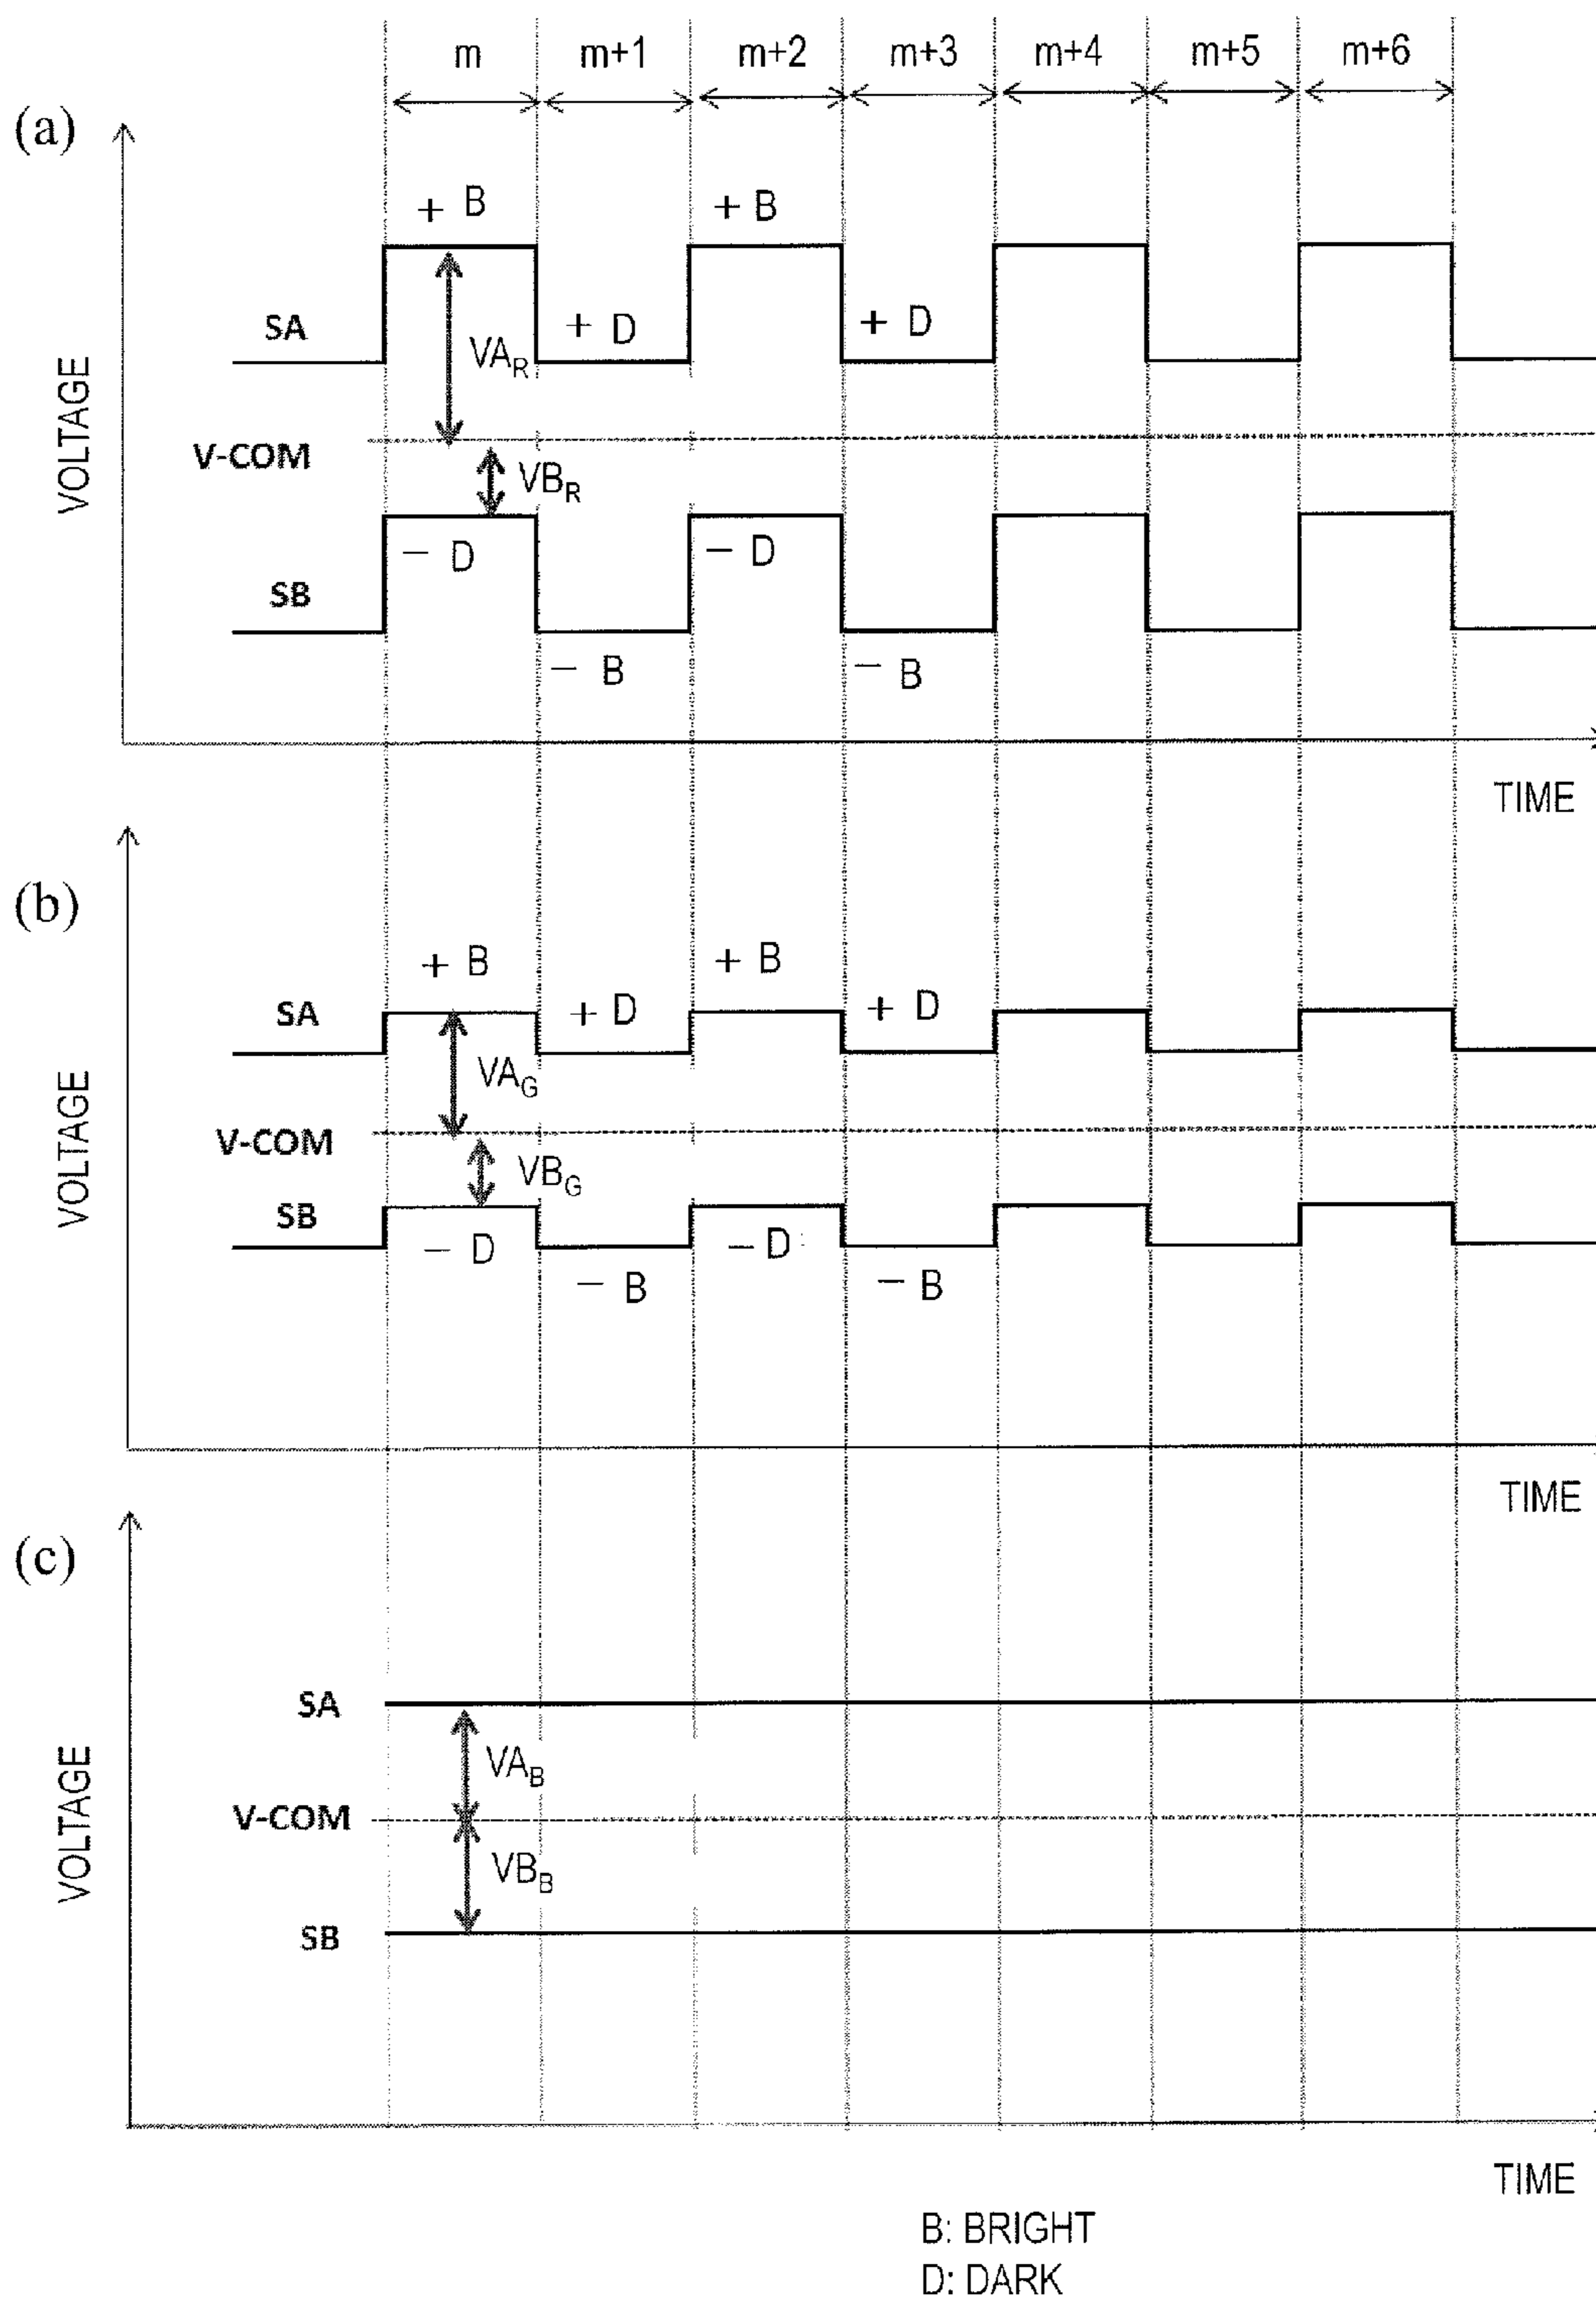 m m+1 m+2 m+3 m+4 m+5 m+6
(a)
+ B + B
SA + D + D
VA_R
VOLTAGE
V-COM
VB_R
− D − D
SB
− B − B
TIME
(b)
+ B + B
SA + D + D
VA_G
VOLTAGE
V-COM
VB_G
SB
− D − D
− B − B
TIME
(c)
SA
VA_B
VOLTAGE
V-COM
VB_B
SB
TIME
B: BRIGHT
D: DARK